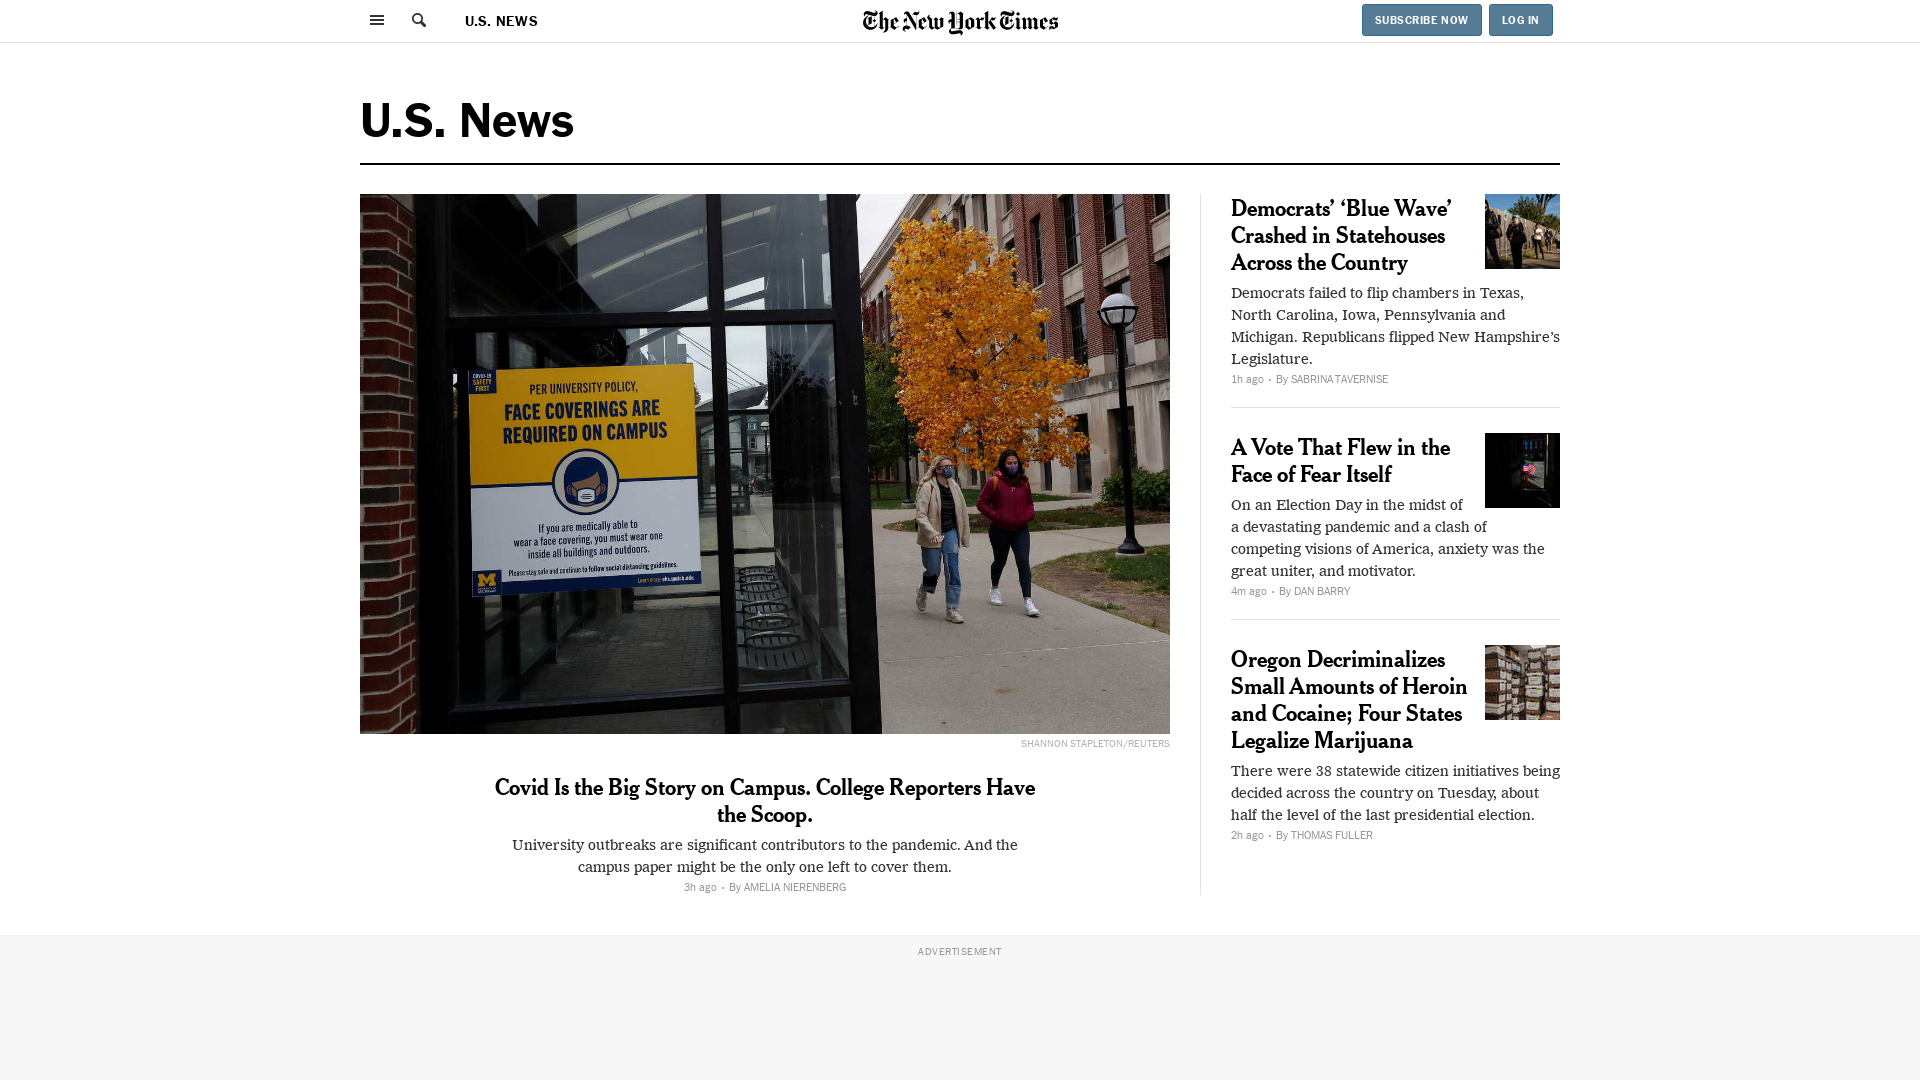 U.S. NEWS
The New York Times
SUBSCRIBE NOW
LOG IN
U.S. News
COVID-19
SAFETY
FIRST
PER UNIVERSITY POLICY,
FACE COVERINGS ARE
REQUIRED ON CAMPUS
If you are medically able to
wear a face covering, you must wear one
inside all buildings and outdoors.
Please stay safe and continue to follow social distancing guidelines.
M
Learn more: ehs.umich.edu
SHANNON STAPLETON/REUTERS
Covid Is the Big Story on Campus. College Reporters Have
the Scoop.
University outbreaks are significant contributors to the pandemic. And the
campus paper might be the only one left to cover them.
3h ago • By AMELIA NIERENBERG
Democrats’ ‘Blue Wave’
Crashed in Statehouses
Across the Country
Democrats failed to flip chambers in Texas,
North Carolina, Iowa, Pennsylvania and
Michigan. Republicans flipped New Hampshire’s
Legislature.
1h ago • By SABRINA TAVERNISE
A Vote That Flew in the
Face of Fear Itself
On an Election Day in the midst of
a devastating pandemic and a clash of
competing visions of America, anxiety was the
great uniter, and motivator.
4m ago • By DAN BARRY
Oregon Decriminalizes
Small Amounts of Heroin
and Cocaine; Four States
Legalize Marijuana
There were 38 statewide citizen initiatives being
decided across the country on Tuesday, about
half the level of the last presidential election.
2h ago • By THOMAS FULLER
ADVERTISEMENT